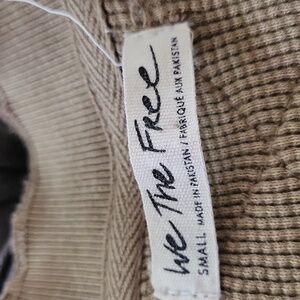 We The Free
SMALL MADE IN PAKISTAN / FABRIQUÉ AUX PAKISTAN